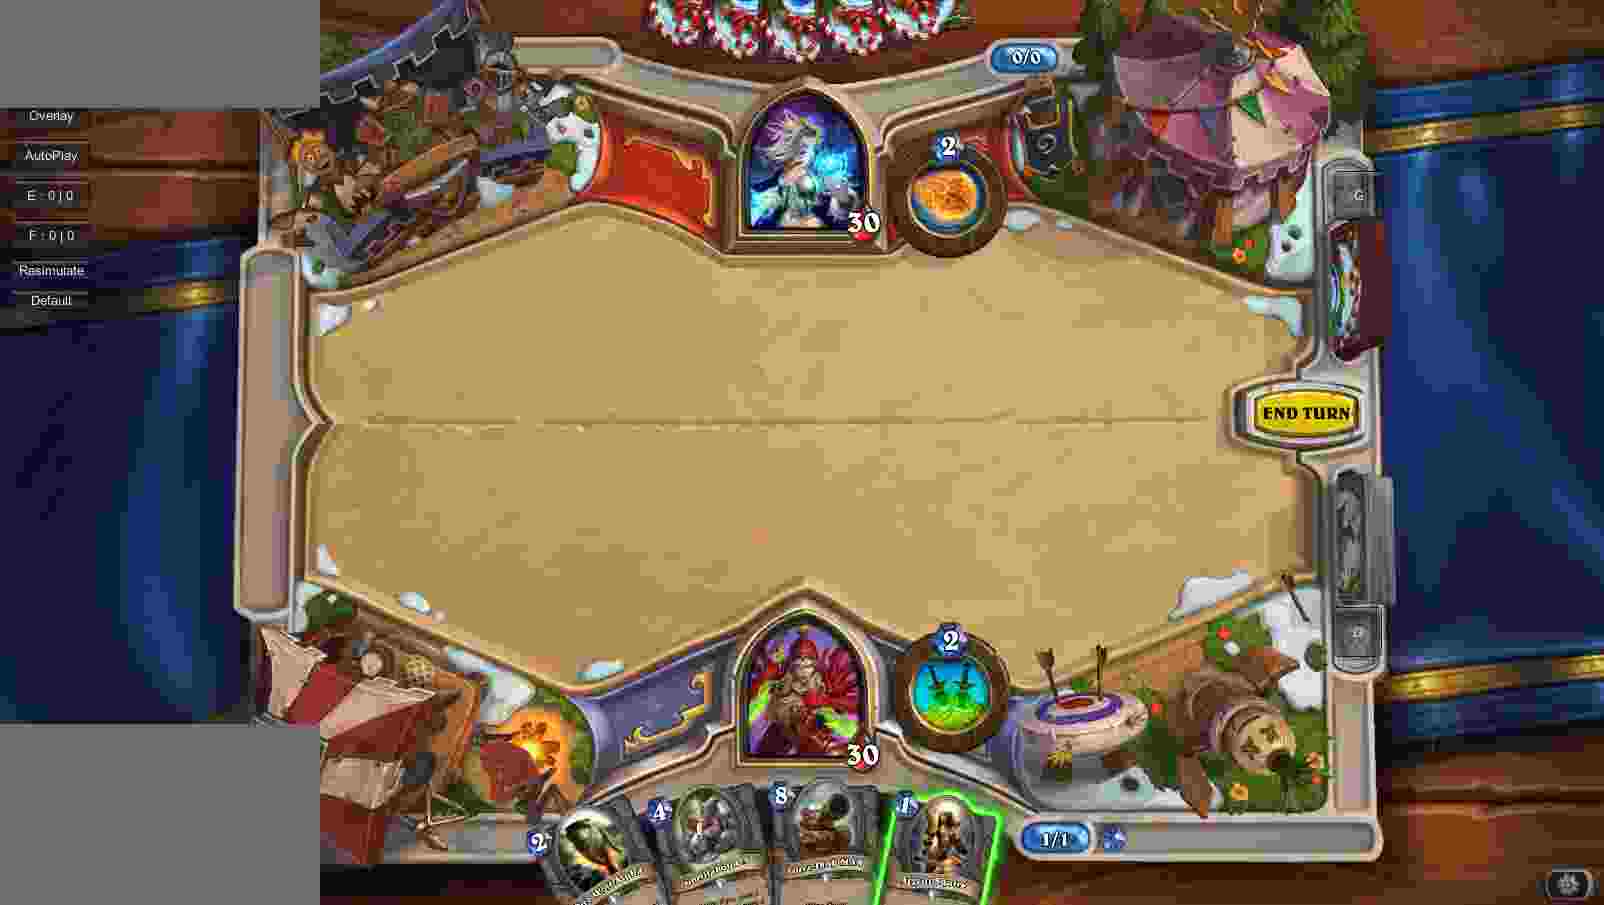 0/0
Overlay
AutoPlay
E : 0 | 0
F : 0 | 0
Rasimutate
Default
2
30
G
END TURN
2
30
2
4
8
1
1/1